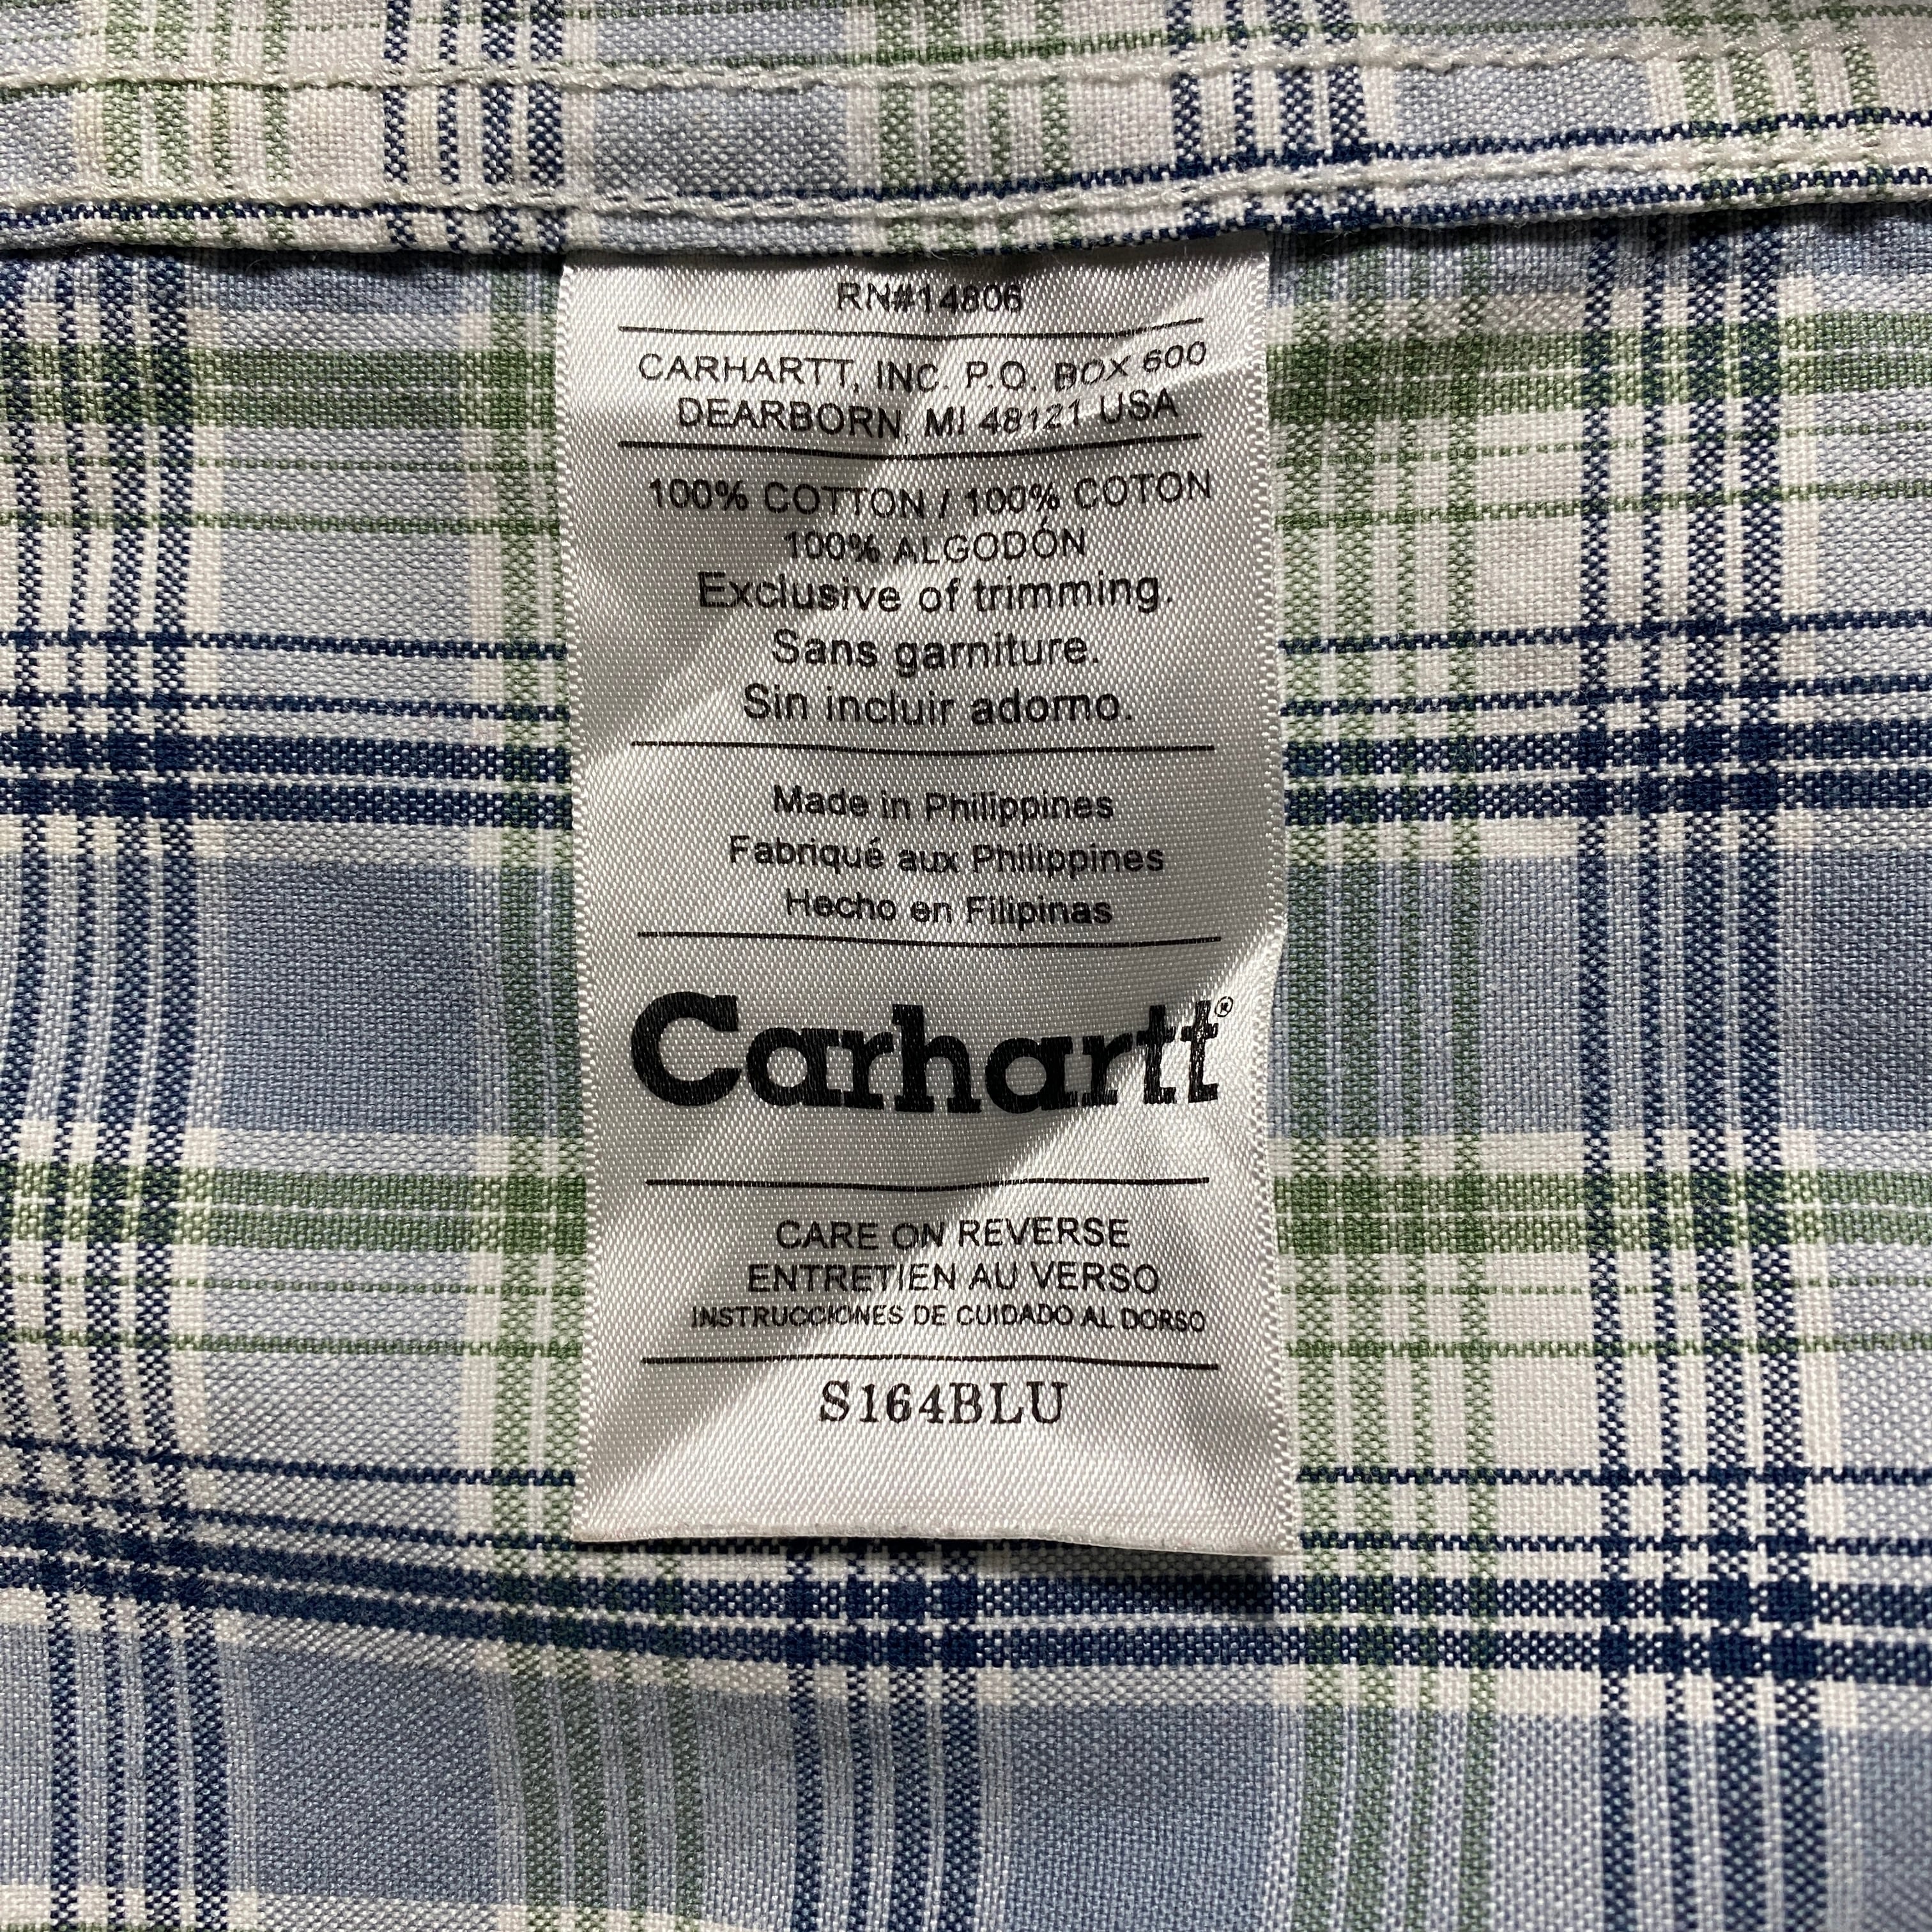 RN#14806
CARHARTT, INC. P.O. BOX 600
DEARBORN, MI 48121 USA
100% COTTON / 100% COTON
100% ALGODÓN
Exclusive of trimming.
Sans garniture.
Sin incluir adorno.
Made in Philippines
Fabriqué aux Philippines
Hecho en Filipinas
Carhartt®
CARE ON REVERSE
ENTRETIEN AU VERSO
INSTRUCCIONES DE CUIDADO AL DORSO
S164BLU